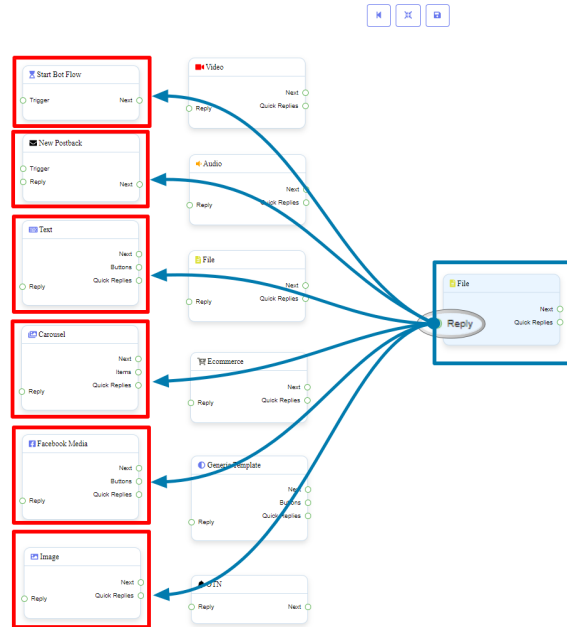 Start Bot Flow
Trigger
Next
New Postback
Trigger
Reply
Next
Text
Next
Buttons
Quick Replies
Reply
Carousel
Next
Items
Quick Replies
Reply
Facebook Media
Next
Buttons
Quick Replies
Reply
Image
Next
Reply
Quick Replies
Video
Next
Quick Replies
Reply
Audio
Next
Quick Replies
Reply
File
Next
Quick Replies
Reply
Ecommerce
Next
Quick Replies
Reply
Generic Template
Next
Buttons
Quick Replies
Reply
OTN
Reply
Next
File
Next
Reply
Quick Replies